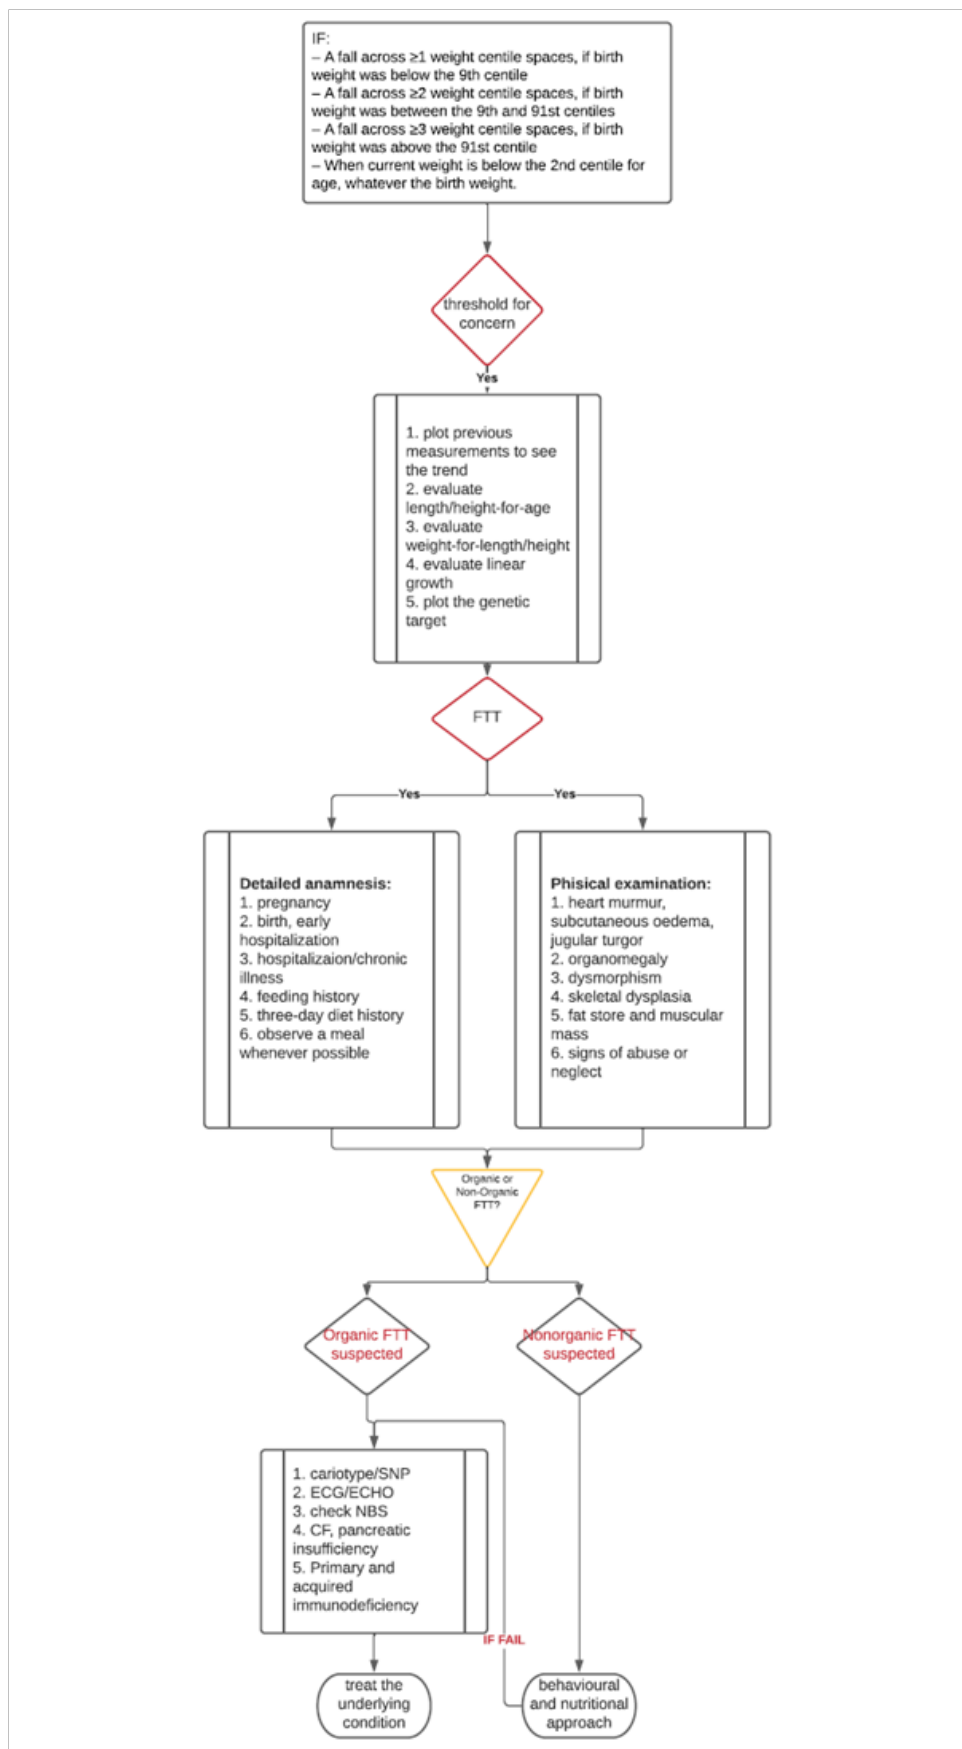 IF:
– A fall across ≥1 weight centile spaces, if birth
weight was below the 9th centile
– A fall across ≥2 weight centile spaces, if birth
weight was between the 9th and 91st centiles
– A fall across ≥3 weight centile spaces, if birth
weight was above the 91st centile
– When current weight is below the 2nd centile for
age, whatever the birth weight.
threshold for
concern
Yes
1. plot previous
measurements to see
the trend
2. evaluate
length/height-for-age
3. evaluate
weight-for-length/height
4. evaluate linear
growth
5. plot the genetic
target
FTT
Yes
Yes
Detailed anamnesis:
1. pregnancy
2. birth, early
hospitalization
3. hospitalizaion/chronic
illness
4. feeding history
5. three-day diet history
6. observe a meal
whenever possible
Phisical examination:
1. heart murmur,
subcutaneous oedema,
jugular turgor
2. organomegaly
3. dysmorphism
4. skeletal dysplasia
5. fat store and muscular
mass
6. signs of abuse or
neglect
Organic or
Non-Organic
FTT?
Organic FTT
suspected
Nonorganic FTT
suspected
1. cariotype/SNP
2. ECG/ECHO
3. check NBS
4. CF, pancreatic
insufficiency
5. Primary and
acquired
immunodeficiency
IF FAIL
treat the
underlying
condition
behavioural
and nutritional
approach